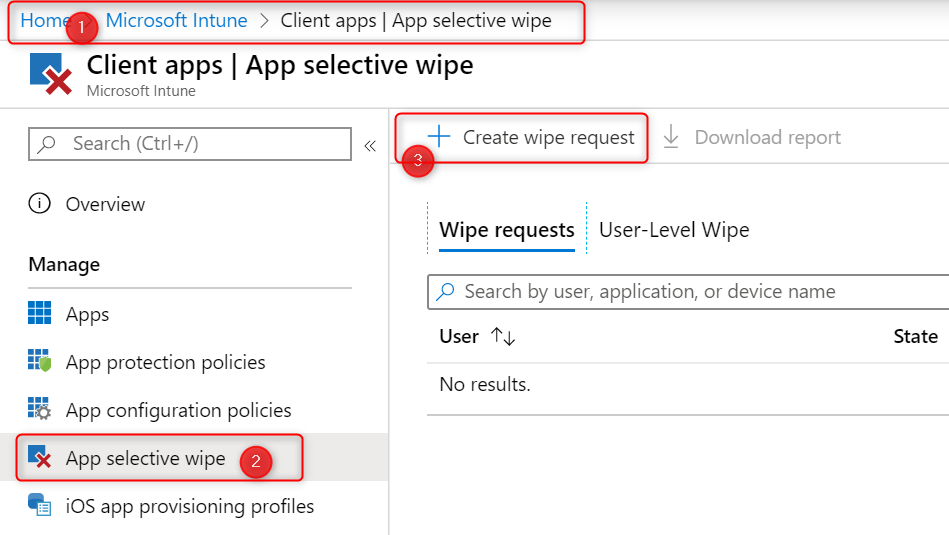 Home > Microsoft Intune > Client apps | App selective wipe
1
Client apps | App selective wipe
Microsoft Intune
Search (Ctrl+/)
«
Create wipe request
Download report
3
Overview
Wipe requests
User-Level Wipe
Manage
Search by user, application, or device name
Apps
User ↑↓
State
App protection policies
No results.
App configuration policies
App selective wipe
2
iOS app provisioning profiles